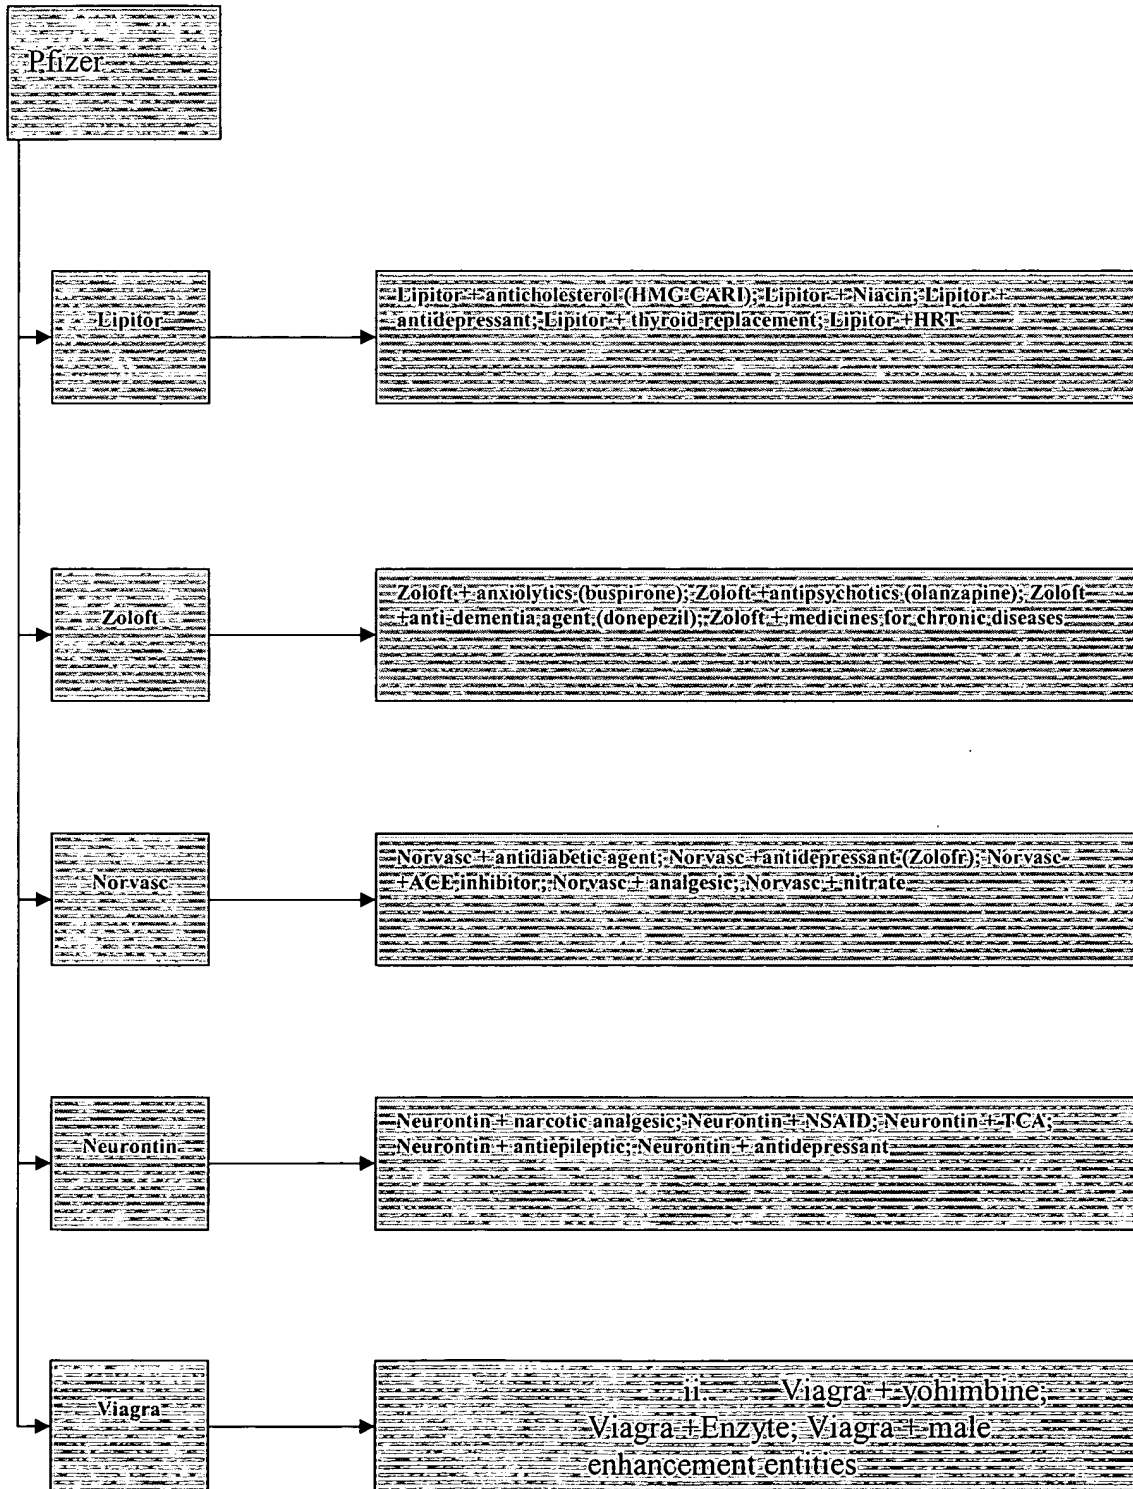 Pfizer
Lipitor
Lipitor + anticholesterol (HMG CARI); Lipitor + Niacin; Lipitor +
antidepressant; Lipitor + thyroid replacement; Lipitor +HRT
Zoloft
Zoloft + anxiolytics (buspirone); Zoloft +antipsychotics (olanzapine); Zoloft
+anti-dementia agent (donepezil); Zoloft + medicines for chronic diseases
Norvasc
Norvasc + antidiabetic agent; Norvasc +antidepressant (Zolofr); Norvasc
+ACE inhibitor; Norvasc + analgesic; Norvasc + nitrate
Neurontin
Neurontin + narcotic analgesic; Neurontin + NSAID; Neurontin + TCA;
Neurontin + antiepileptic; Neurontin + antidepressant
Viagra
ii. Viagra + yohimbine;
Viagra +Enzyte; Viagra + male
enhancement entities